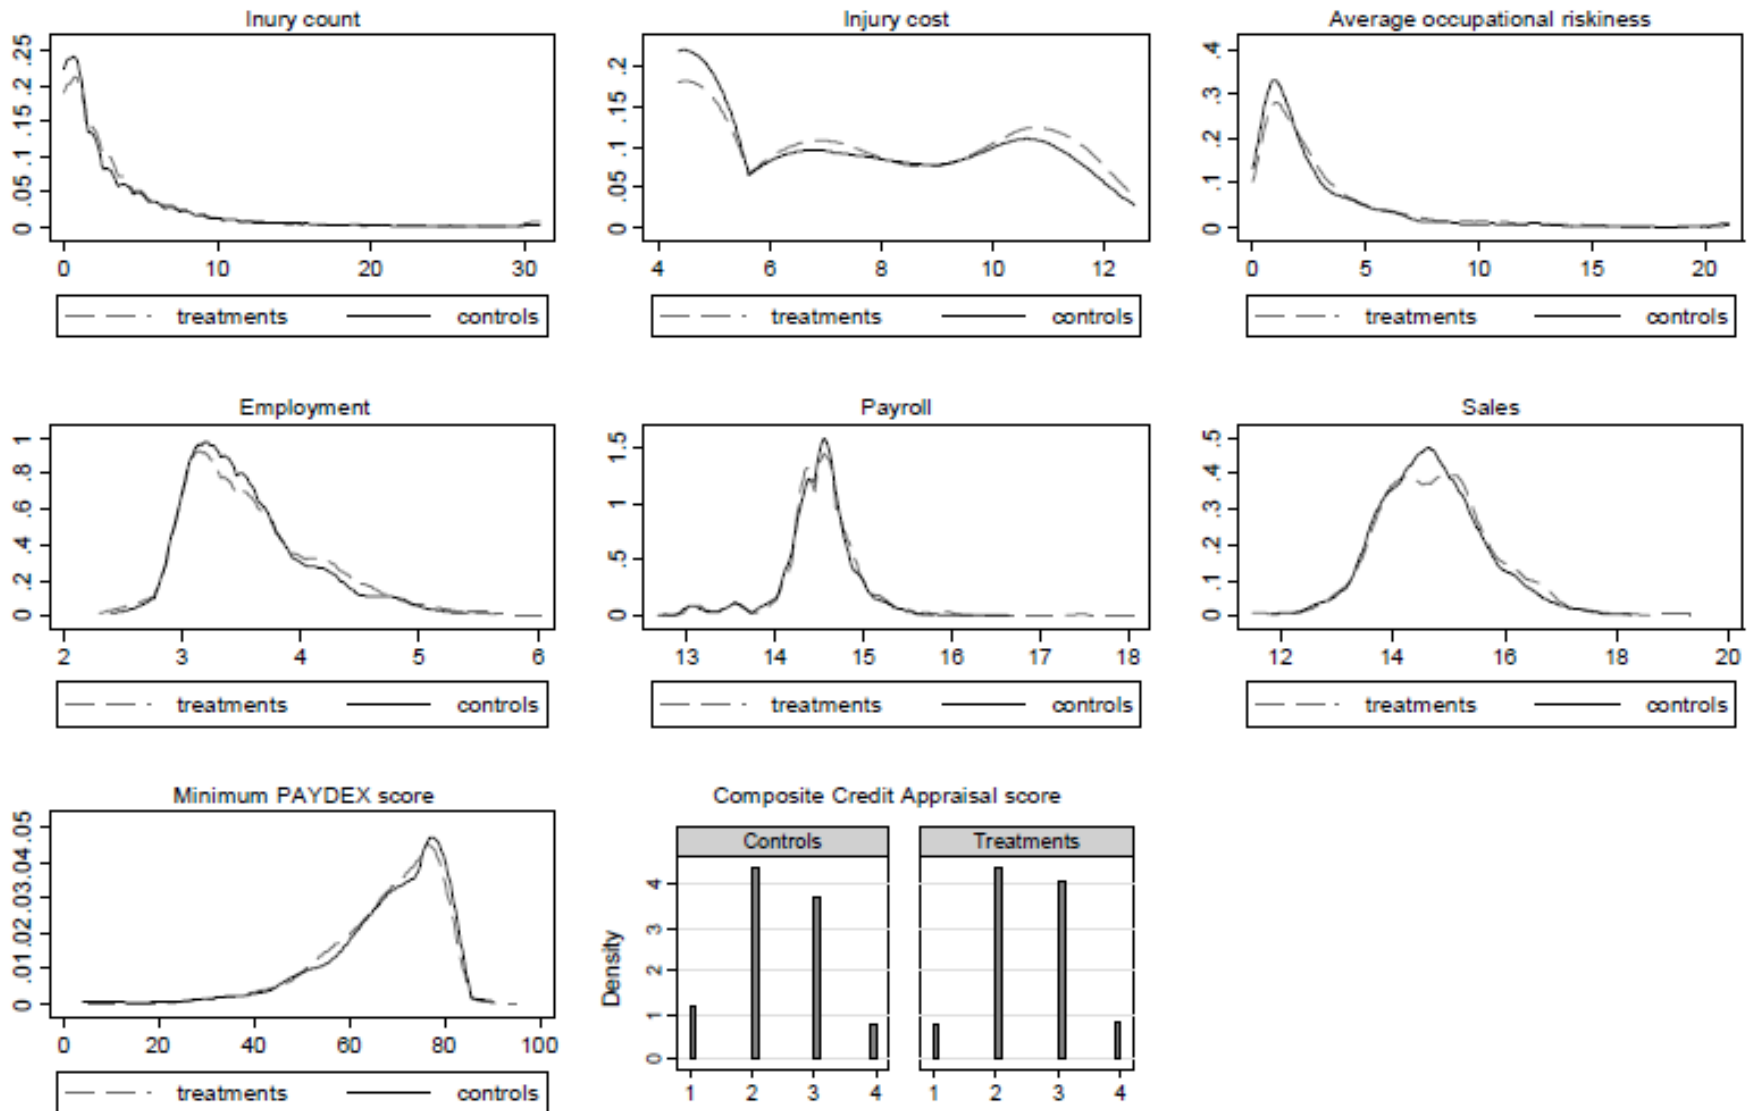 Inury count
.25
.2
.15
.1
.05
0
0 10 20 30
treatments controls
Injury cost
.2
.15
.1
.05
0
4 6 8 10 12
treatments controls
Average occupational riskiness
.4
.3
.2
.1
0
0 5 10 15 20
treatments controls
Employment
1
.8
.6
.4
.2
0
2 3 4 5 6
treatments controls
Payroll
1.5
1
.5
0
13 14 15 16 17 18
treatments controls
Sales
.5
.4
.3
.2
.1
0
12 14 16 18 20
treatments controls
Minimum PAYDEX score
.05
.04
.03
.02
.01
0
0 20 40 60 80 100
treatments controls
Composite Credit Appraisal score
Controls Treatments
Density
4
3
2
1
0
1 2 3 4 1 2 3 4